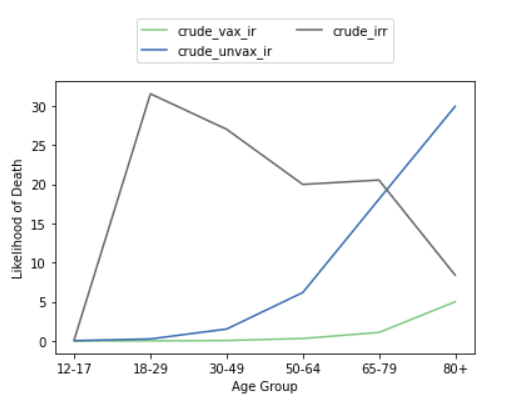 crude_vax_ir
crude_unvax_ir
crude_irr
Likelihood of Death
30
25
20
15
10
5
0
12-17 18-29 30-49 50-64 65-79 80+
Age Group